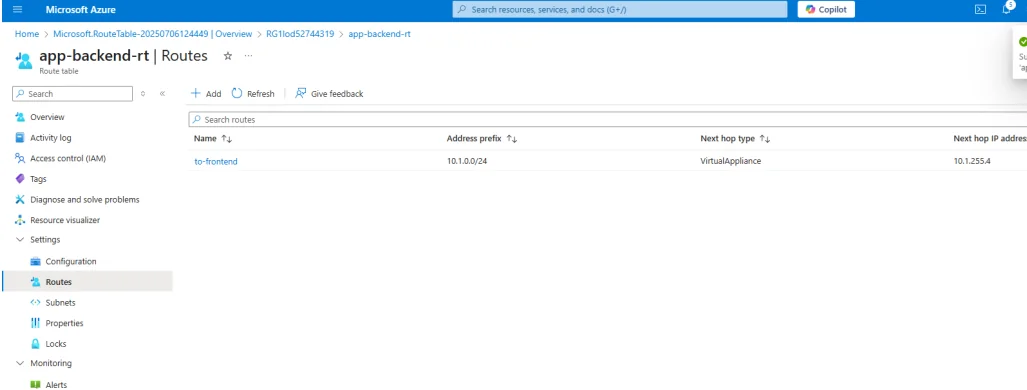 Microsoft Azure
Search resources, services, and docs (G+/)
Copilot
5
Home > Microsoft.RouteTable-20250706124449 | Overview > RG1lod52744319 > app-backend-rt
app-backend-rt | Routes
Route table
Su
'ap
Search
Add
Refresh
Give feedback
Search routes
Name
Address prefix
Next hop type
Next hop IP address
to-frontend
10.1.0.0/24
VirtualAppliance
10.1.255.4
Overview
Activity log
Access control (IAM)
Tags
Diagnose and solve problems
Resource visualizer
Settings
Configuration
Routes
Subnets
Properties
Locks
Monitoring
Alerts